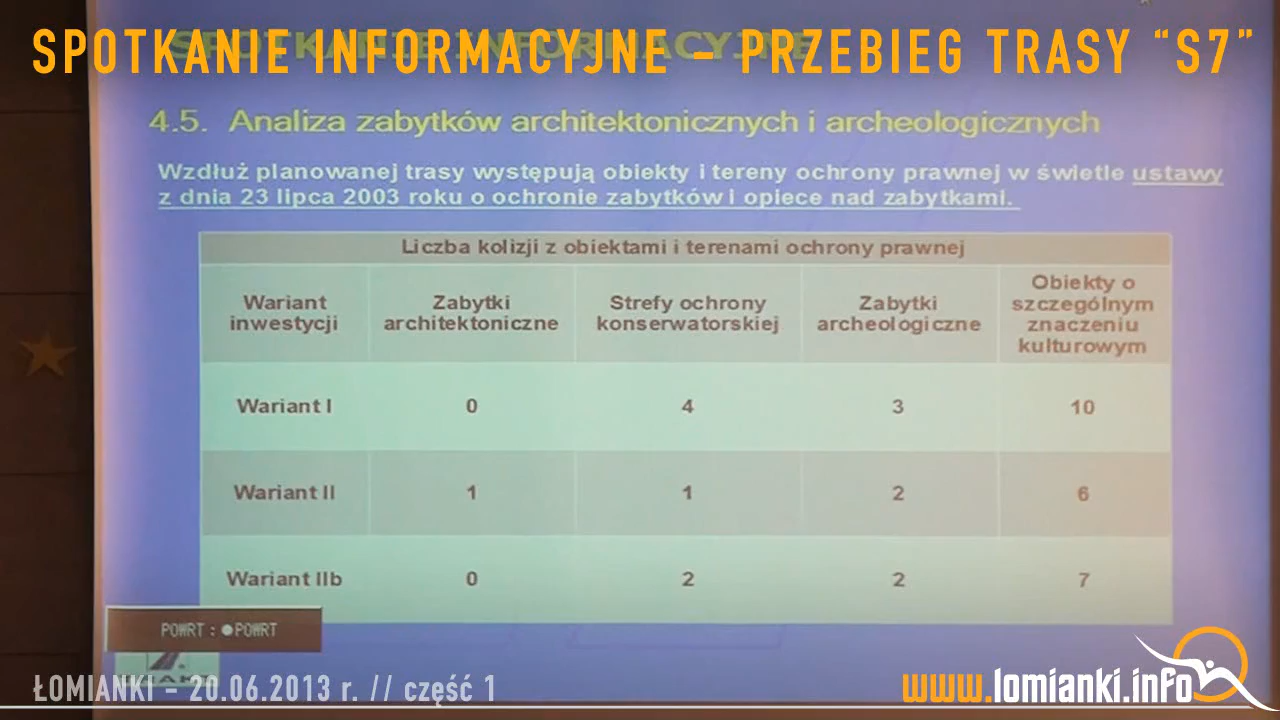 SPOTKANIE INFORMACYJNE - PRZEBIEG TRASY “S7”
SPOTKANIE INFORMACYJNE
4.5. Analiza zabytków architektonicznych i archeologicznych
Wzdłuż planowanej trasy występują obiekty i tereny ochrony prawnej w świetle ustawy
z dnia 23 lipca 2003 roku o ochronie zabytków i opiece nad zabytkami.
Liczba kolizji z obiektami i terenami ochrony prawnej
Wariant inwestycji
Zabytki architektoniczne
Strefy ochrony konserwatorskiej
Zabytki archeologiczne
Obiekty o szczególnym znaczeniu kulturowym
Wariant I 0 4 3 10
Wariant II 1 1 2 6
Wariant IIb 0 2 2 7
POWRT : ●POWRT
ŁOMIANKI - 20.06.2013 r. // część 1
www.lomianki.info